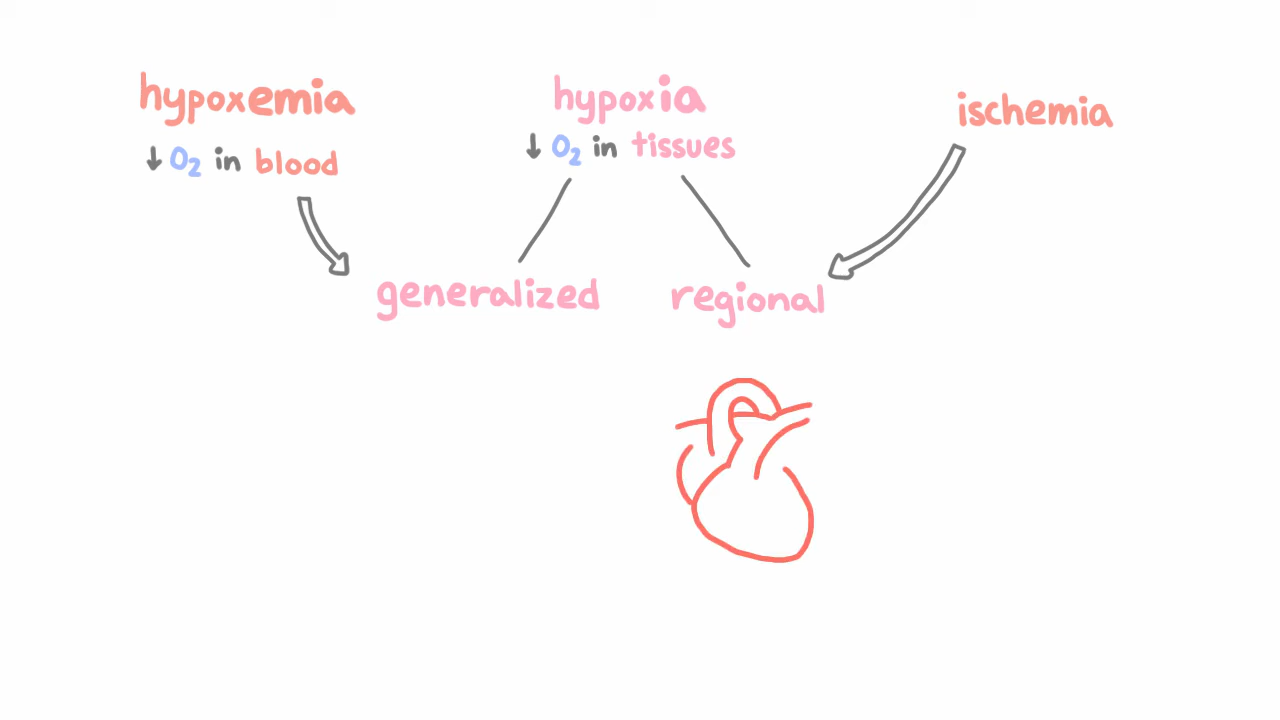 hypoxemia
↓ O₂ in blood
hypoxia
↓ O₂ in tissues
ischemia
generalized
regional